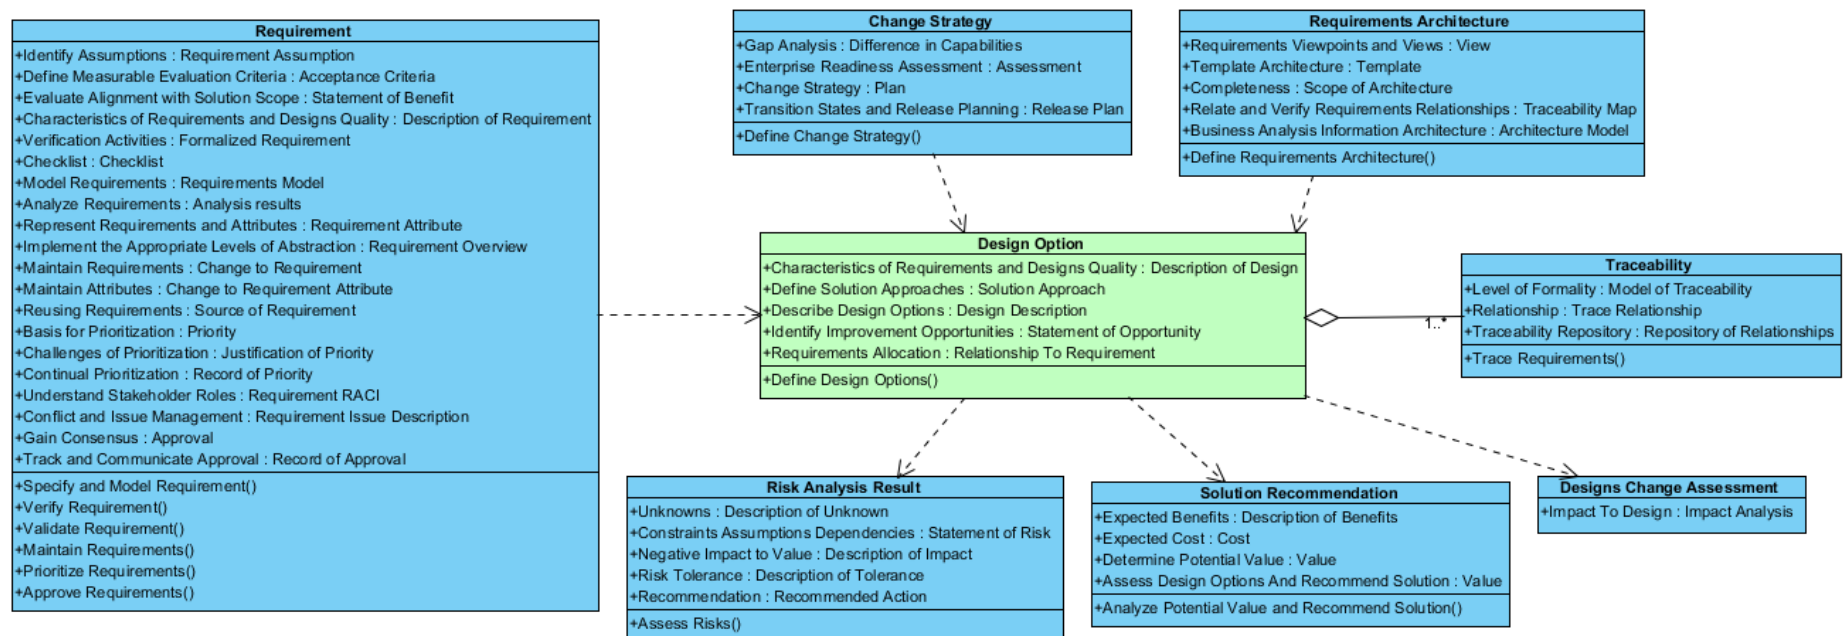 Requirement
+Identify Assumptions : Requirement Assumption
+Define Measurable Evaluation Criteria : Acceptance Criteria
+Evaluate Alignment with Solution Scope : Statement of Benefit
+Characteristics of Requirements and Designs Quality : Description of Requirement
+Verification Activities : Formalized Requirement
+Checklist : Checklist
+Model Requirements : Requirements Model
+Analyze Requirements : Analysis results
+Represent Requirements and Attributes : Requirement Attribute
+Implement the Appropriate Levels of Abstraction : Requirement Overview
+Maintain Requirements : Change to Requirement
+Maintain Attributes : Change to Requirement Attribute
+Reusing Requirements : Source of Requirement
+Basis for Prioritization : Priority
+Challenges of Prioritization : Justification of Priority
+Continual Prioritization : Record of Priority
+Understand Stakeholder Roles : Requirement RACI
+Conflict and Issue Management : Requirement Issue Description
+Gain Consensus : Approval
+Track and Communicate Approval : Record of Approval
+Specify and Model Requirement()
+Verify Requirement()
+Validate Requirement()
+Maintain Requirements()
+Prioritize Requirements()
+Approve Requirements()
Change Strategy
+Gap Analysis : Difference in Capabilities
+Enterprise Readiness Assessment : Assessment
+Change Strategy : Plan
+Transition States and Release Planning : Release Plan
+Define Change Strategy()
Requirements Architecture
+Requirements Viewpoints and Views : View
+Template Architecture : Template
+Completeness : Scope of Architecture
+Relate and Verify Requirements Relationships : Traceability Map
+Business Analysis Information Architecture : Architecture Model
+Define Requirements Architecture()
Design Option
+Characteristics of Requirements and Designs Quality : Description of Design
+Define Solution Approaches : Solution Approach
+Describe Design Options : Design Description
+Identify Improvement Opportunities : Statement of Opportunity
+Requirements Allocation : Relationship To Requirement
+Define Design Options()
1..*
Traceability
+Level of Formality : Model of Traceability
+Relationship : Trace Relationship
+Traceability Repository : Repository of Relationships
+Trace Requirements()
Risk Analysis Result
+Unknowns : Description of Unknown
+Constraints Assumptions Dependencies : Statement of Risk
+Negative Impact to Value : Description of Impact
+Risk Tolerance : Description of Tolerance
+Recommendation : Recommended Action
+Assess Risks()
Solution Recommendation
+Expected Benefits : Description of Benefits
+Expected Cost : Cost
+Determine Potential Value : Value
+Assess Design Options And Recommend Solution : Value
+Analyze Potential Value and Recommend Solution()
Designs Change Assessment
+Impact To Design : Impact Analysis